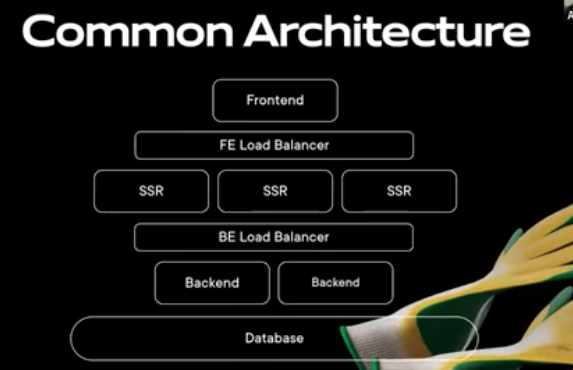 Common Architecture
Frontend
FE Load Balancer
SSR SSR SSR
BE Load Balancer
Backend Backend
Database